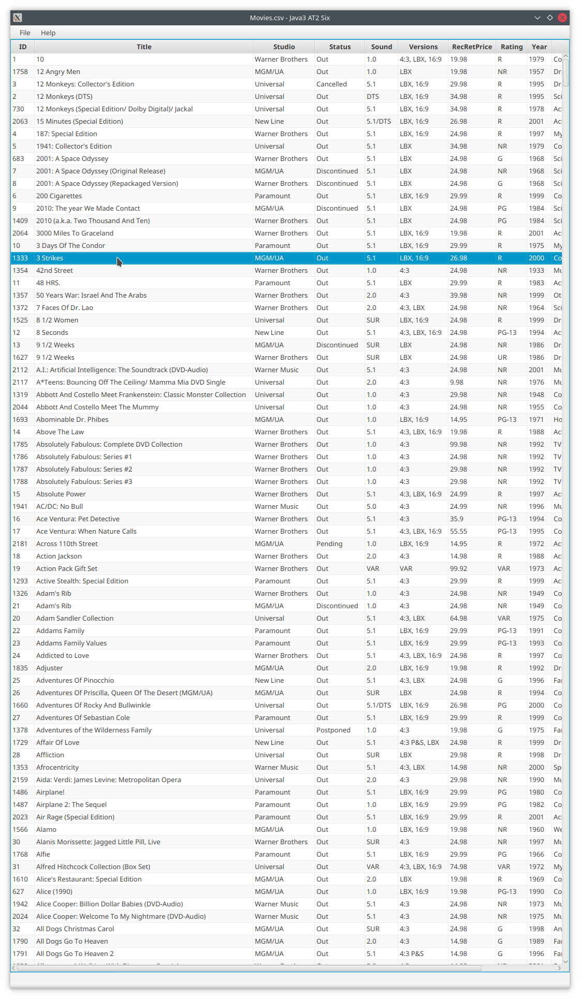 Movies.csv - Java3 AT2 Six
File Help
ID Title Studio Status Sound Versions RecRetPrice Rating Year
1 10 Warner Brothers Out 1.0 4:3, LBX, 16:9 19.98 R 1979 Co
1758 12 Angry Men MGM/UA Out 1.0 LBX 19.98 NR 1957 Dr
3 12 Monkeys: Collector's Edition Universal Cancelled 5.1 LBX, 16:9 29.98 R 1995 Dr
2 12 Monkeys (DTS) Universal Out DTS LBX, 16:9 34.98 R 1995 Sci
730 12 Monkeys (Special Edition/ Dolby Digital)/ Jackal Universal Out 5.1 LBX, 16:9 34.98 R 1978 Ac
2063 15 Minutes (Special Edition) New Line Out 5.1/DTS LBX, 16:9 26.98 R 2001 Ac
4 187: Special Edition Warner Brothers Out 5.1 LBX, 16:9 24.98 R 1997 My
5 1941: Collector's Edition Universal Out 5.1 LBX 34.98 NR 1979 Co
683 2001: A Space Odyssey Warner Brothers Out 5.1 LBX 24.98 G 1968 Sci
7 2001: A Space Odyssey (Original Release) MGM/UA Discontinued 5.1 LBX 24.98 NR 1968 Sci
8 2001: A Space Odyssey (Repackaged Version) Warner Brothers Discontinued 5.1 LBX 24.98 G 1968 Sci
6 200 Cigarettes Paramount Out 5.1 LBX, 16:9 29.99 R 1999 Co
9 2010: The year We Made Contact MGM/UA Discontinued 5.1 LBX 24.98 PG 1984 Sci
1409 2010 (a.k.a. Two Thousand And Ten) Warner Brothers Out 5.1 LBX 24.98 PG 1984 Sci
2064 3000 Miles To Graceland Warner Brothers Out 5.1 LBX, 16:9 19.98 R 2001 Ac
10 3 Days Of The Condor Paramount Out 5.1 LBX, 16:9 29.99 R 1975 My
1333 3 Strikes MGM/UA Out 5.1 LBX, 16:9 26.98 R 2000 Co
1354 42nd Street Warner Brothers Out 1.0 4:3 24.98 NR 1933 Mu
11 48 HRS. Paramount Out 5.1 LBX 29.99 R 1983 Ac
1357 50 Years War: Israel And The Arabs Warner Brothers Out 2.0 4:3 39.98 NR 1999 Ot
1372 7 Faces Of Dr. Lao Warner Brothers Out 2.0 4:3, LBX 24.98 NR 1964 Sci
1525 8 1/2 Women Universal Out SUR LBX, 16:9 24.98 R 1999 Dr
12 8 Seconds New Line Out 5.1 4:3, LBX, 16:9 24.98 PG-13 1994 Ac
13 9 1/2 Weeks MGM/UA Discontinued SUR LBX 24.98 NR 1986 Dr
1627 9 1/2 Weeks Warner Brothers Out SUR LBX 24.98 UR 1986 Dr
2112 A.I.: Artificial Intelligence: The Soundtrack (DVD-Audio) Warner Music Out 5.1 4:3 24.98 NR 2001 Mu
2117 A*Teens: Bouncing Off The Ceiling/ Mamma Mia DVD Single Universal Out 2.0 4:3 9.98 NR 1976 Mu
1319 Abbott And Costello Meet Frankenstein: Classic Monster Collection Universal Out 1.0 4:3 29.98 NR 1948 Co
2044 Abbott And Costello Meet The Mummy Universal Out 1.0 4:3 24.98 NR 1955 Co
1693 Abominable Dr. Phibes MGM/UA Out 1.0 LBX, 16:9 14.95 PG-13 1971 Ho
14 Above The Law Warner Brothers Out 5.1 4:3, LBX, 16:9 19.98 R 1988 Ac
1785 Absolutely Fabulous: Complete DVD Collection Warner Brothers Out 1.0 4:3 99.98 NR 1992 TV
1786 Absolutely Fabulous: Series #1 Warner Brothers Out 1.0 4:3 24.98 NR 1992 TV
1787 Absolutely Fabulous: Series #2 Warner Brothers Out 1.0 4:3 29.98 NR 1992 TV
1788 Absolutely Fabulous: Series #3 Warner Brothers Out 1.0 4:3 29.98 NR 1992 TV
15 Absolute Power Warner Brothers Out 5.1 4:3, LBX, 16:9 24.99 R 1997 Ac
1941 AC/DC: No Bull Warner Music Out 5.0 4:3 24.99 NR 1996 Mu
16 Ace Ventura: Pet Detective Warner Brothers Out 5.1 4:3 35.9 PG-13 1994 Co
17 Ace Ventura: When Nature Calls Warner Brothers Out 5.1 4:3, LBX, 16:9 55.55 PG-13 1995 Co
2181 Across 110th Street MGM/UA Pending 1.0 LBX, 16:9 14.95 R 1972 Ac
18 Action Jackson Warner Brothers Out 2.0 4:3 14.98 R 1988 Ac
19 Action Pack Gift Set Warner Brothers Out VAR VAR 99.92 VAR 1973 Ac
1293 Active Stealth: Special Edition Paramount Out 5.1 4:3 29.99 R 1999 Ac
1326 Adam's Rib Warner Brothers Out 1.0 4:3 24.98 NR 1949 Co
21 Adam's Rib MGM/UA Discontinued 1.0 4:3 24.98 NR 1949 Co
20 Adam Sandler Collection Universal Out 5.1 4:3, LBX 64.98 VAR 1975 Co
22 Addams Family Paramount Out 5.1 LBX, 16:9 29.99 PG-13 1991 Co
23 Addams Family Values Paramount Out 5.1 LBX, 16:9 29.99 PG-13 1993 Co
24 Addicted to Love Warner Brothers Out 5.1 4:3, LBX, 16:9 24.98 R 1997 Co
1835 Adjuster MGM/UA Out 2.0 LBX, 16:9 19.98 R 1992 Dr
25 Adventures Of Pinocchio New Line Out 5.1 4:3, LBX 24.98 G 1996 Fa
26 Adventures Of Priscilla, Queen Of The Desert (MGM/UA) MGM/UA Out SUR LBX 24.98 R 1994 Co
1660 Adventures Of Rocky And Bullwinkle Universal Out 5.1/DTS LBX, 16:9 26.98 PG 2000 Co
27 Adventures Of Sebastian Cole Paramount Out 5.1 LBX, 16:9 29.99 R 1999 Co
1378 Adventures of the Wilderness Family Universal Postponed 1.0 4:3 19.98 G 1975 Fa
1729 Affair Of Love New Line Out 5.1 4:3 P&S, LBX 24.98 R 1999 Dr
28 Affliction Universal Out SUR LBX 29.98 R 1998 Dr
1353 Afrocentricity Warner Music Out 5.1 4:3, LBX 14.98 NR 2000 Sp
2159 Aida: Verdi: James Levine: Metropolitan Opera Universal Out 2.0 4:3 29.98 NR 1990 Mu
1486 Airplane! Paramount Out 5.1 LBX, 16:9 29.99 PG 1980 Co
1487 Airplane 2: The Sequel Paramount Out 1.0 LBX, 16:9 29.99 PG 1982 Co
2023 Air Rage (Special Edition) Paramount Out 5.1 LBX, 16:9 29.99 R 2001 Ac
1566 Alamo MGM/UA Out 1.0 LBX, 16:9 19.98 NR 1960 We
30 Alanis Morissette: Jagged Little Pill, Live Warner Brothers Out SUR 4:3 24.98 NR 1997 Mu
1768 Alfie Paramount Out 5.1 LBX, 16:9 29.99 PG 1966 Co
31 Alfred Hitchcock Collection (Box Set) Universal Out VAR 4:3, LBX, 16:9 74.98 VAR 1972 My
1610 Alice's Restaurant: Special Edition MGM/UA Out 2.0 LBX 19.98 R 1969 Co
627 Alice (1990) MGM/UA Out 1.0 LBX, 16:9 19.98 PG-13 1990 Co
1942 Alice Cooper: Billion Dollar Babies (DVD-Audio) Warner Music Out 5.1 4:3 24.98 NR 1973 Mu
2024 Alice Cooper: Welcome To My Nightmare (DVD-Audio) Warner Music Out 5.1 4:3 24.98 NR 1975 Mu
32 All Dogs Christmas Carol MGM/UA Out SUR 4:3 24.98 G 1998 An
1790 All Dogs Go To Heaven MGM/UA Out 2.0 4:3 14.98 G 1989 Fa
1791 All Dogs Go To Heaven 2 MGM/UA Out 5.1 4:3 P&S 14.98 G 1996 Fa